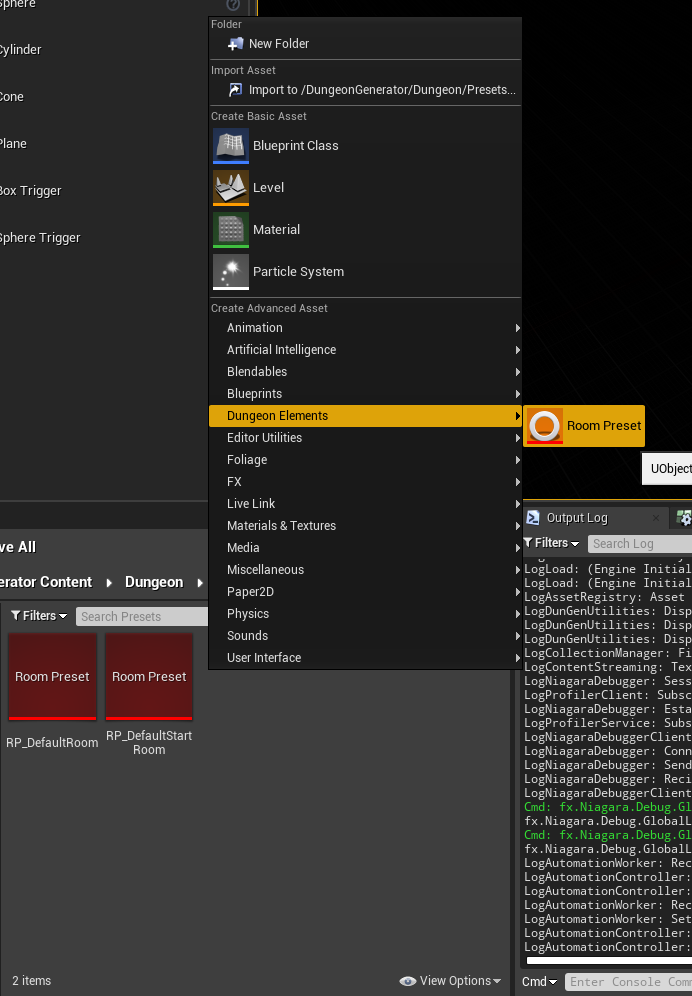 Sphere
Cylinder
Cone
Plane
Box Trigger
Sphere Trigger
Folder
New Folder
Import Asset
Import to /DungeonGenerator/Dungeon/Presets...
Create Basic Asset
Blueprint Class
Level
Material
Particle System
Create Advanced Asset
Animation
Artificial Intelligence
Blendables
Blueprints
Dungeon Elements
Editor Utilities
Foliage
FX
Live Link
Materials & Textures
Media
Miscellaneous
Paper2D
Physics
Sounds
User Interface
Room Preset
UObject
ve All
erator Content
Dungeon
Filters
Search Presets
Room Preset
Room Preset
RP_DefaultRoom
RP_DefaultStart
Room
2 items
View Options
Output Log
Filters
Search Log
LogLoad: (Engine Initial
LogLoad: (Engine Initial
LogAssetRegistry: Asset
LogDunGenUtilities: Disp
LogDunGenUtilities: Disp
LogDunGenUtilities: Disp
LogCollectionManager: Fi
LogContentStreaming: Tex
LogNiagaraDebugger: Sess
LogProfilerClient: Subsc
LogNiagaraDebugger: Esta
LogProfilerService: Subs
LogNiagaraDebuggerClient
LogNiagaraDebugger: Conn
LogNiagaraDebugger: Send
LogNiagaraDebugger: Reci
LogNiagaraDebuggerClient
Cmd: fx.Niagara.Debug.Gl
fx.Niagara.Debug.GlobalL
Cmd: fx.Niagara.Debug.Gl
fx.Niagara.Debug.GlobalL
LogAutomationWorker: Rec
LogAutomationController:
LogAutomationController:
LogAutomationWorker: Rec
LogAutomationWorker: Set
LogAutomationController:
LogAutomationController:
Cmd
Enter Console Comm